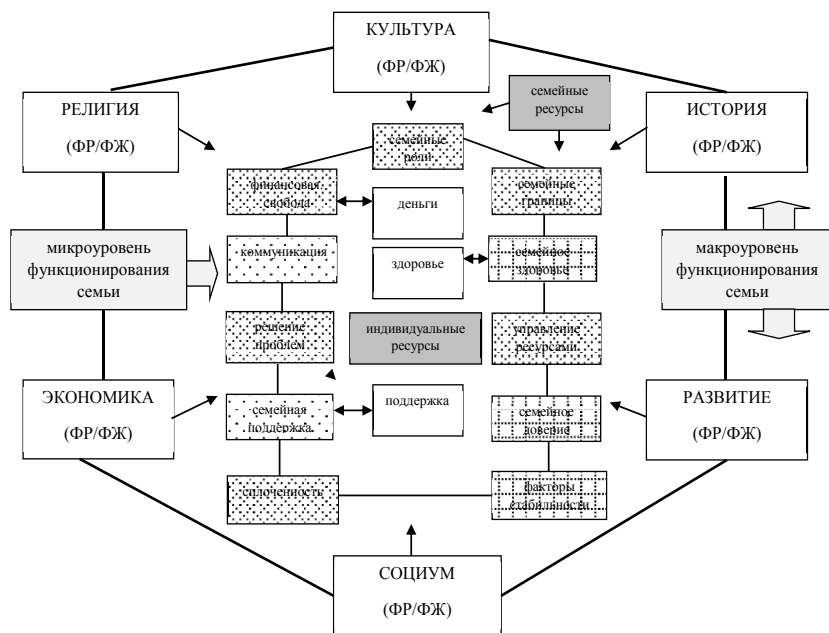 КУЛЬТУРА
(ФР/ФЖ)
РЕЛИГИЯ
(ФР/ФЖ)
семейные
ресурсы
ИСТОРИЯ
(ФР/ФЖ)
семейные
роли
финансовая
свобода
деньги
семейные
границы
микроуровень
функционирования
семьи
коммуникация
здоровье
семейное
здоровье
макроуровень
функционирования
семьи
решение
проблем
индивидуальные
ресурсы
управление
ресурсами
ЭКОНОМИКА
(ФР/ФЖ)
семейная
поддержка
поддержка
семейное
доверие
РАЗВИТИЕ
(ФР/ФЖ)
сплоченность
факторы
стабильности
СОЦИУМ
(ФР/ФЖ)